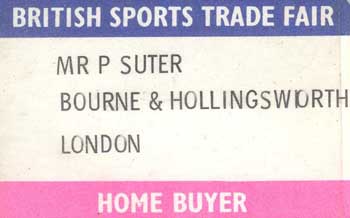 BRITISH SPORTS TRADE FAIR
MR P SUTER
BOURNE & HOLLINGSWORTH
LONDON
HOME BUYER